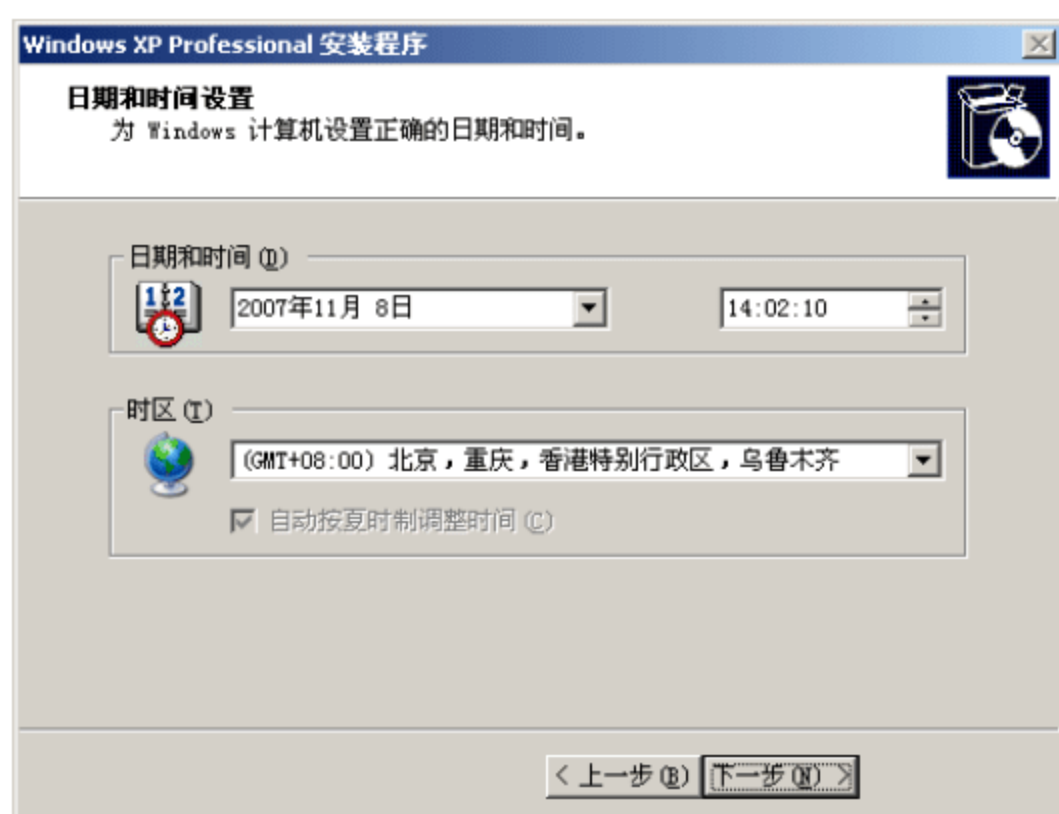 Windows XP Professional 安装程序
日期和时间设置
为 Windows 计算机设置正确的日期和时间。
日期和时间(D)
1 2
2007年11月 8日
14:02:10
时区(T)
(GMT+08:00) 北京，重庆，香港特别行政区，乌鲁木齐
自动按夏时制调整时间(C)
< 上一步(B)
下一步(N) >